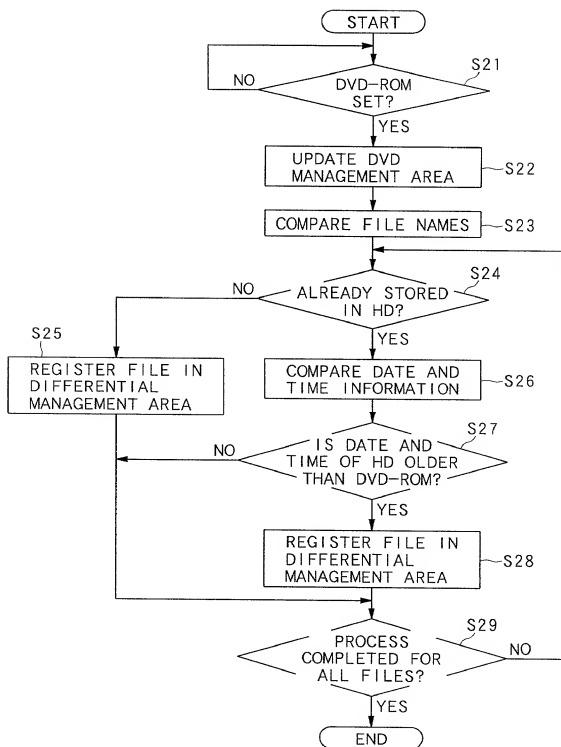 START
S21
NO
DVD-ROM
SET?
YES
UPDATE DVD
MANAGEMENT AREA
S22
COMPARE FILE NAMES
S23
S24
NO
ALREADY STORED
IN HD?
YES
S25
REGISTER FILE IN
DIFFERENTIAL
MANAGEMENT AREA
COMPARE DATE AND
TIME INFORMATION
S26
S27
NO
IS DATE AND
TIME OF HD OLDER
THAN DVD-ROM?
YES
REGISTER FILE IN
DIFFERENTIAL
MANAGEMENT AREA
S28
S29
PROCESS
COMPLETED FOR
ALL FILES?
NO
YES
END